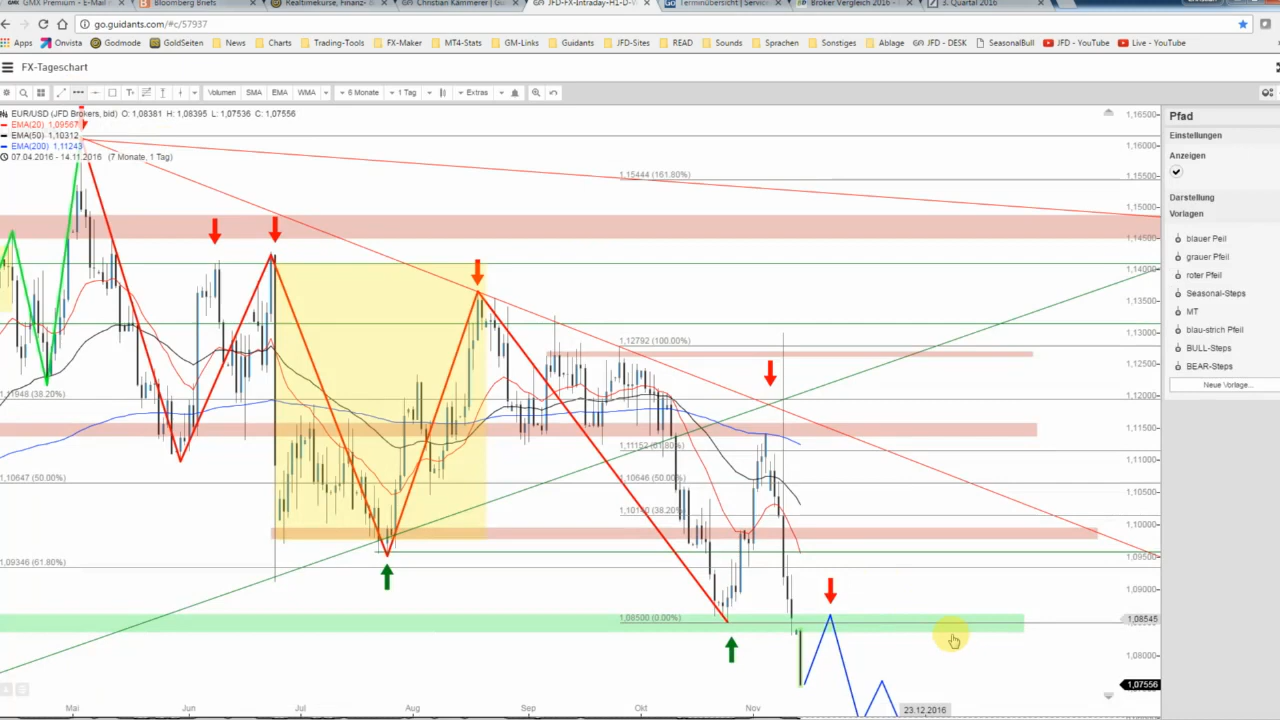 GMX Premium - E-Mail
Bloomberg Briefs
Realtimekurse, Finanz-
Christian Kämmerer | Gui
JFD-FX-Intraday-H1-D-W
Terminübersicht | Service
Broker Vergleich 2016 -
3. Quartal 2016
go.guidants.com/#c/57937
Apps
Onvista
Godmode
GoldSeiten
News
Charts
Trading-Tools
FX-Maker
MT4-Stats
GM-Links
Guidants
JFD-Sites
READ
Sounds
Sprachen
Sonstiges
Ablage
JFD - DESK
SeasonalBull
JFD - YouTube
Live - YouTube
FX-Tageschart
Volumen
SMA
EMA
WMA
6 Monate
1 Tag
Extras
EUR/USD (JFD Brokers, bid) O: 1,08381 H: 1,08395 L: 1,07536 C: 1,07556
EMA(20) 1,09567
EMA(50) 1,10312
EMA(200) 1,11243
07.04.2016 - 14.11.2016 (7 Monate, 1 Tag)
1,15444 (161.80%)
1,12792 (100.00%)
1,11948 (38.20%)
1,11152 (61.80%)
1,10647 (50.00%)
1,10646 (50.00%)
1,10140 (38.20%)
1,09346 (61.80%)
1,08500 (0.00%)
1,16500
1,16000
1,15500
1,15000
1,14500
1,14000
1,13500
1,13000
1,12500
1,12000
1,11500
1,11000
1,10500
1,10000
1,09500
1,09000
1,08545
1,08000
1,07556
Mai
Jun
Jul
Aug
Sep
Okt
Nov
23.12.2016
Pfad
Einstellungen
Anzeigen
Darstellung
Vorlagen
blauer Peil
grauer Pfeil
roter Pfeil
Seasonal-Steps
MT
blau-strich Pfeil
BULL-Steps
BEAR-Steps
Neue Vorlage...